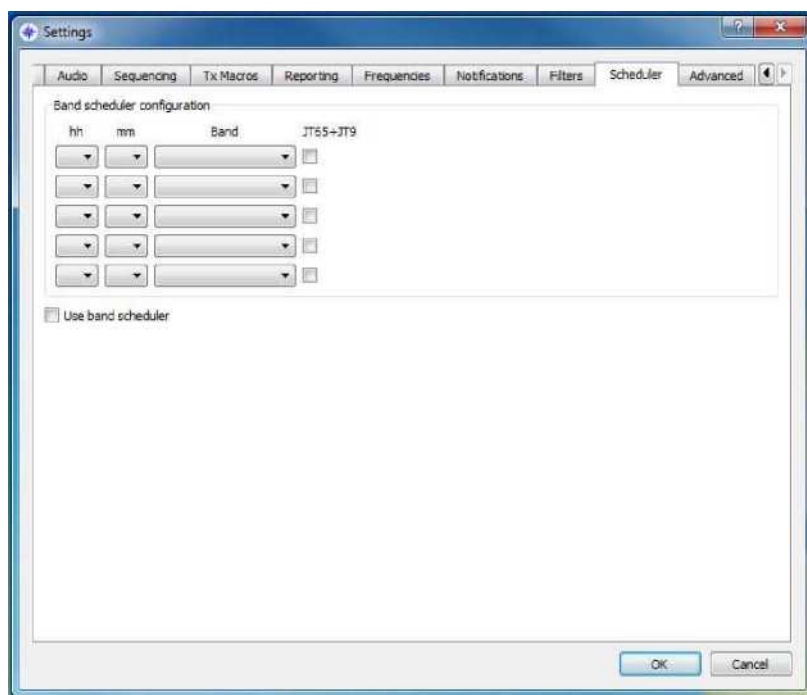 Settings
Audio Sequencing Tx Macros Reporting Frequencies Notifications Filters Scheduler Advanced
Band scheduler configuration
hh mm Band JT65+JT9
Use band scheduler
OK Cancel